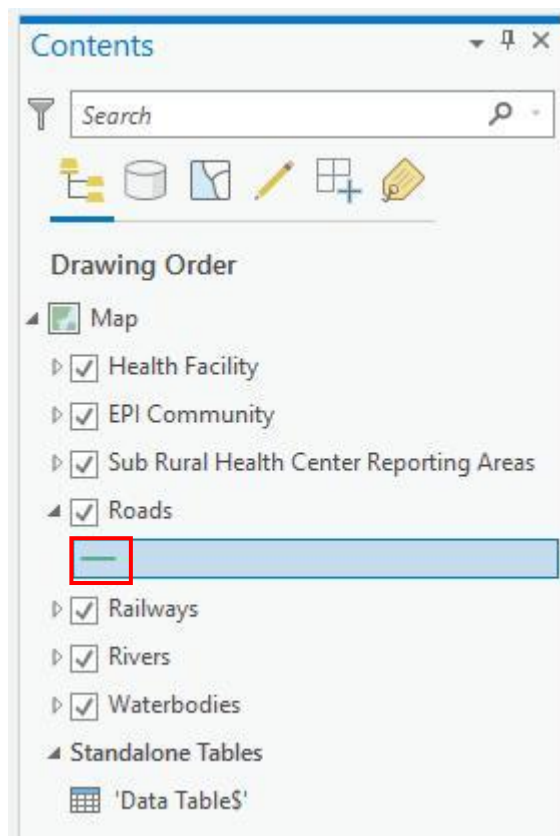 Contents
Search
Drawing Order
Map
Health Facility
EPI Community
Sub Rural Health Center Reporting Areas
Roads
Railways
Rivers
Waterbodies
Standalone Tables
'Data Table$'